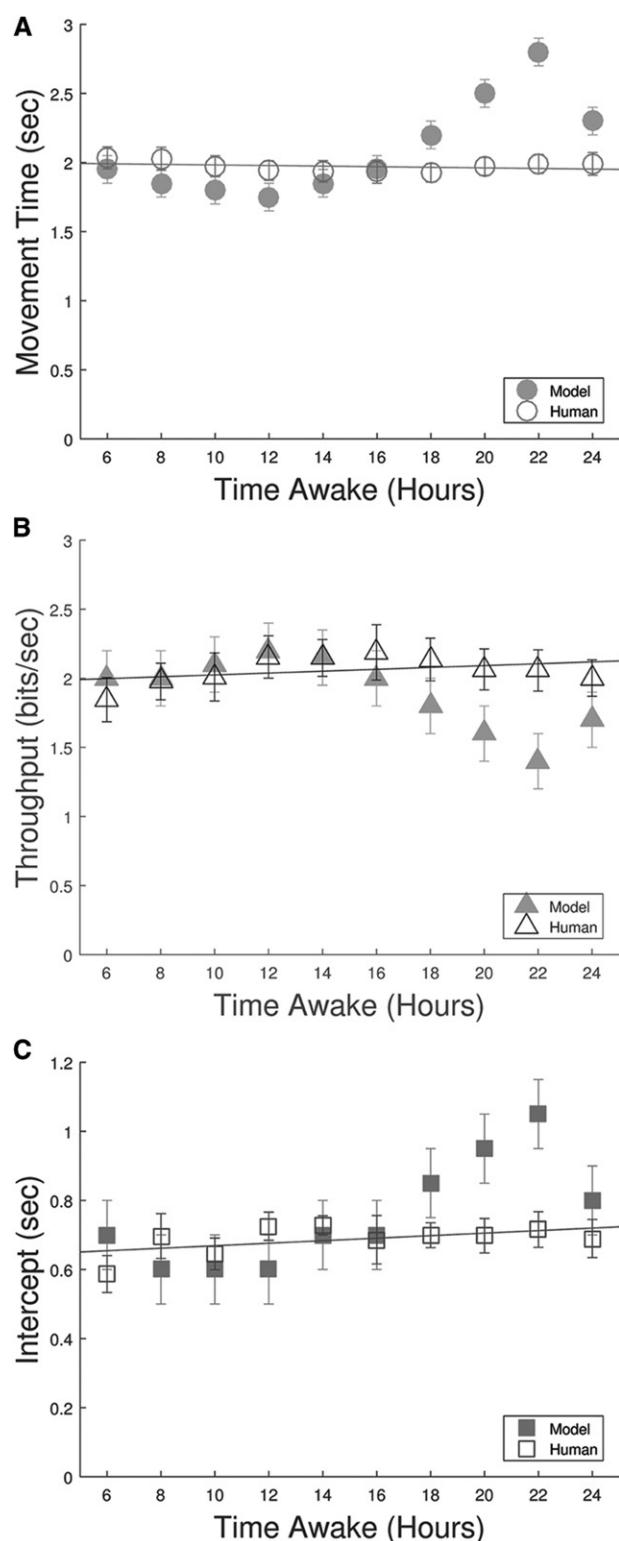 A
Movement Time (sec)
3
2.5
2
1.5
1
0.5
0
Model
Human
6 8 10 12 14 16 18 20 22 24
Time Awake (Hours)
B
Throughput (bits/sec)
3
2.5
2
1.5
1
0.5
0
Model
Human
6 8 10 12 14 16 18 20 22 24
Time Awake (Hours)
C
Intercept (sec)
1.2
1
0.8
0.6
0.4
0.2
0
Model
Human
6 8 10 12 14 16 18 20 22 24
Time Awake (Hours)